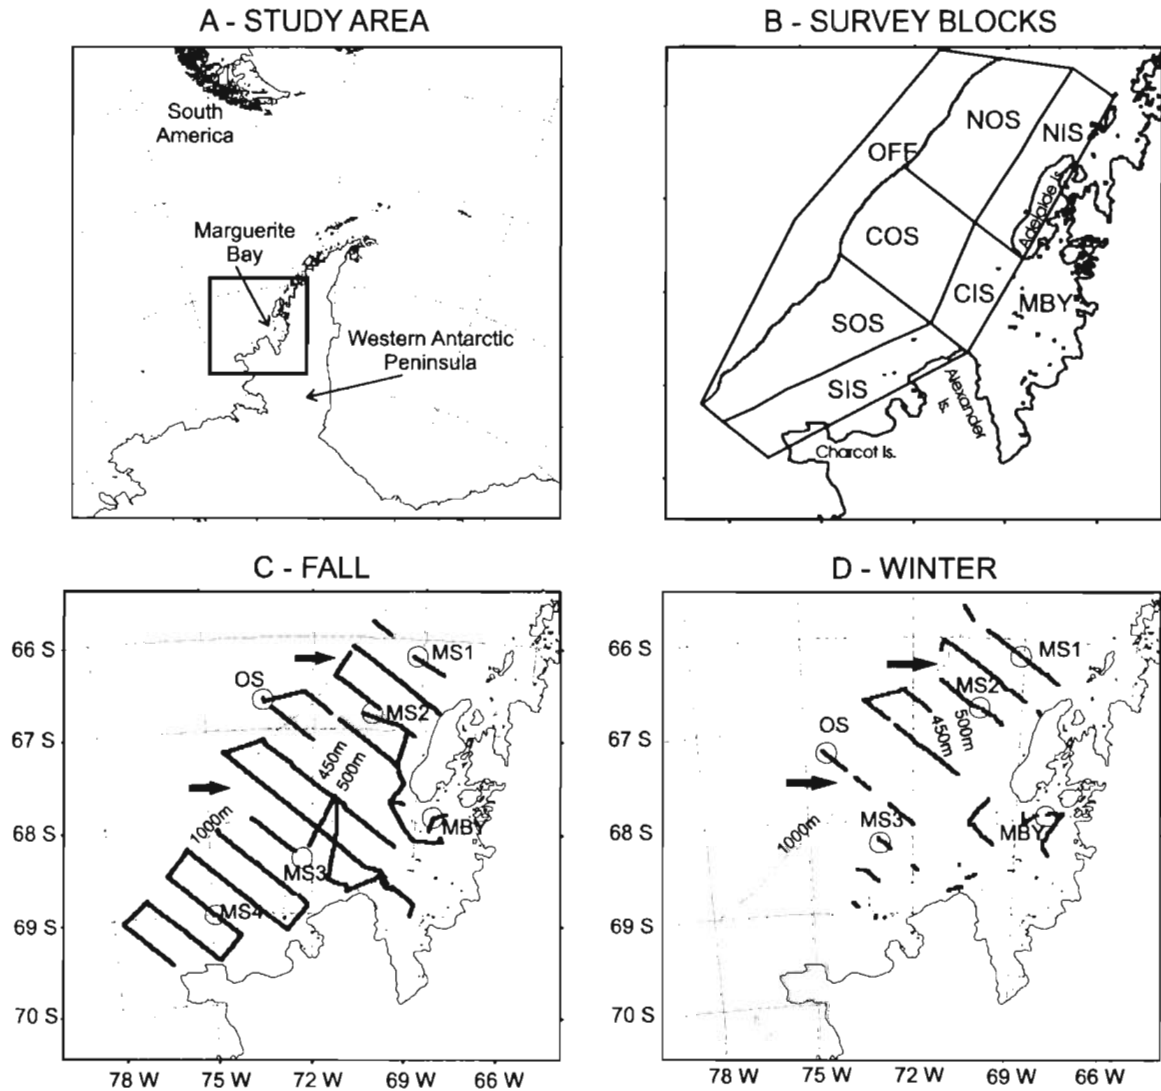 A - STUDY AREA
South
America
Marguerite
Bay
Western Antarctic
Peninsula
B - SURVEY BLOCKS
NOS
NIS
OFF
Adelaide Is.
COS
CIS
MBY
SOS
SIS
Alexander
Is.
Charcot Is.
C - FALL
66 S
67 S
68 S
69 S
70 S
MS1
OS
MS2
450m
500m
1000m
MBY
MS3
MS4
78 W
75 W
72 W
69 W
66 W
D - WINTER
66 S
67 S
68 S
69 S
70 S
MS1
MS2
500m
450m
OS
MS3
MBY
1000m
78 W
75 W
72 W
69 W
66 W